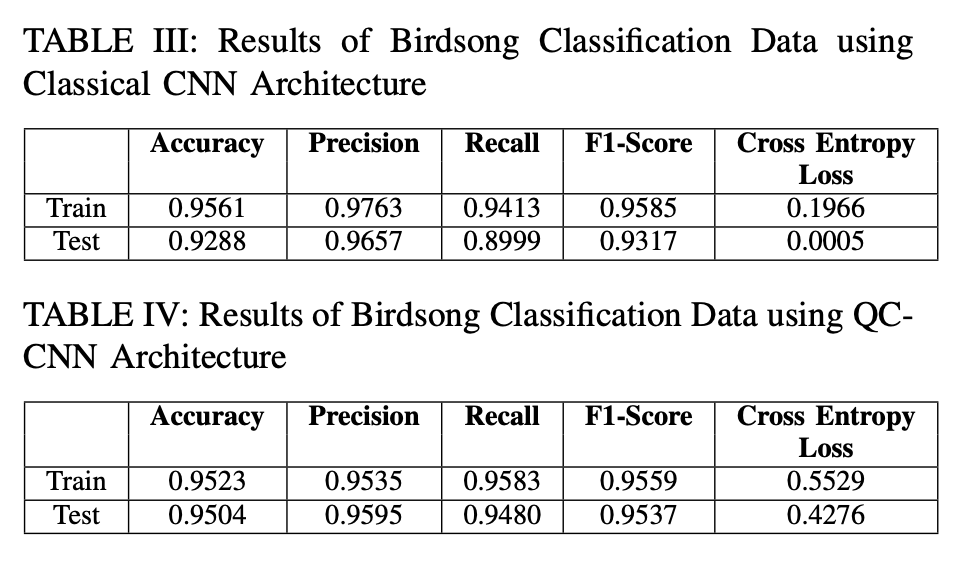 TABLE III: Results of Birdsong Classification Data using
Classical CNN Architecture
Accuracy Precision Recall F1-Score Cross Entropy
Loss
Train 0.9561 0.9763 0.9413 0.9585 0.1966
Test 0.9288 0.9657 0.8999 0.9317 0.0005
TABLE IV: Results of Birdsong Classification Data using QC-
CNN Architecture
Accuracy Precision Recall F1-Score Cross Entropy
Loss
Train 0.9523 0.9535 0.9583 0.9559 0.5529
Test 0.9504 0.9595 0.9480 0.9537 0.4276